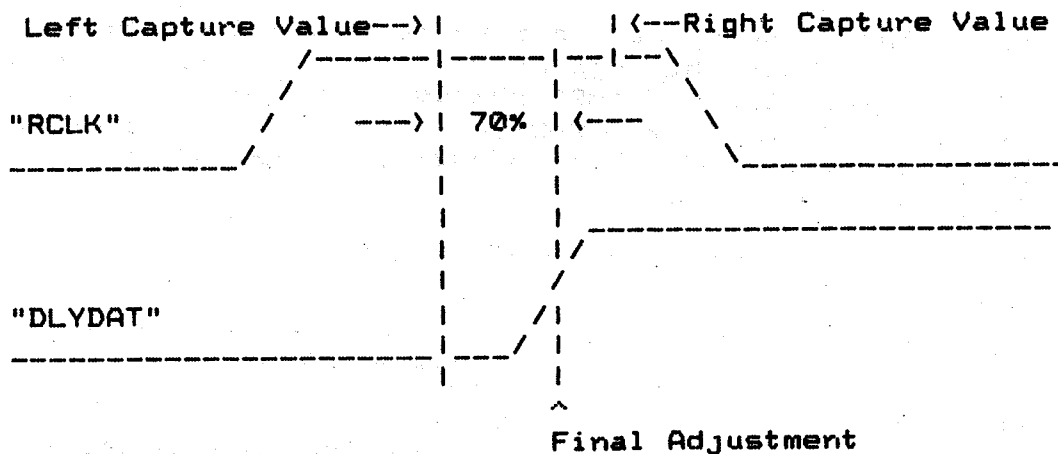 Left Capture Value--->| |<---Right Capture Value
"RCLK" ---->| 70% |<----
"DLYDAT"
^
Final Adjustment